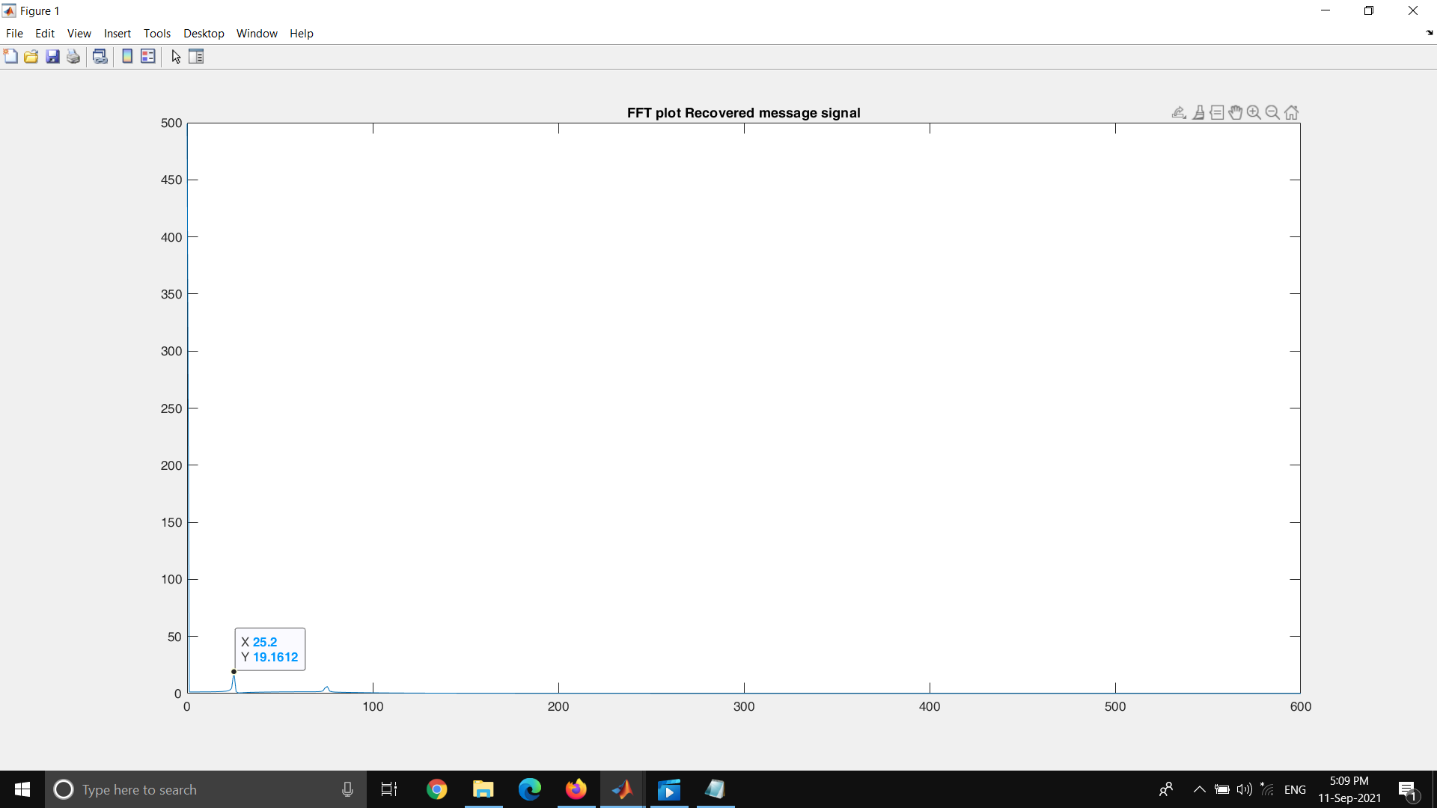 Figure 1
File Edit View Insert Tools Desktop Window Help
FFT plot Recovered message signal
500
450
400
350
300
250
200
150
100
50
0
X 25.2
Y 19.1612
0 100 200 300 400 500 600
Type here to search
ENG
5:09 PM
11-Sep-2021
1